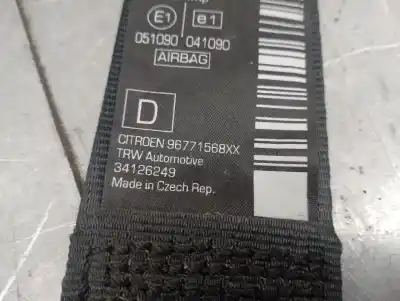 E1 e1
051090 041090
AIRBAG
D
CITROEN 96771568XX
TRW Automotive
34126249
Made in Czech Rep.